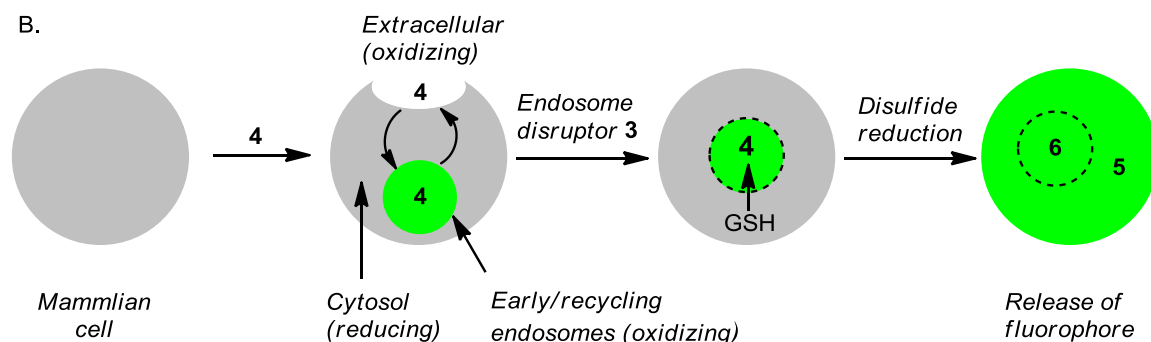 B.
Extracellular
(oxidizing)
4
4
4
Endosome
disruptor 3
4
GSH
Disulfide
reduction
6
5
Mammlian
cell
Cytosol
(reducing)
Early/recycling
endosomes (oxidizing)
Release of
fluorophore